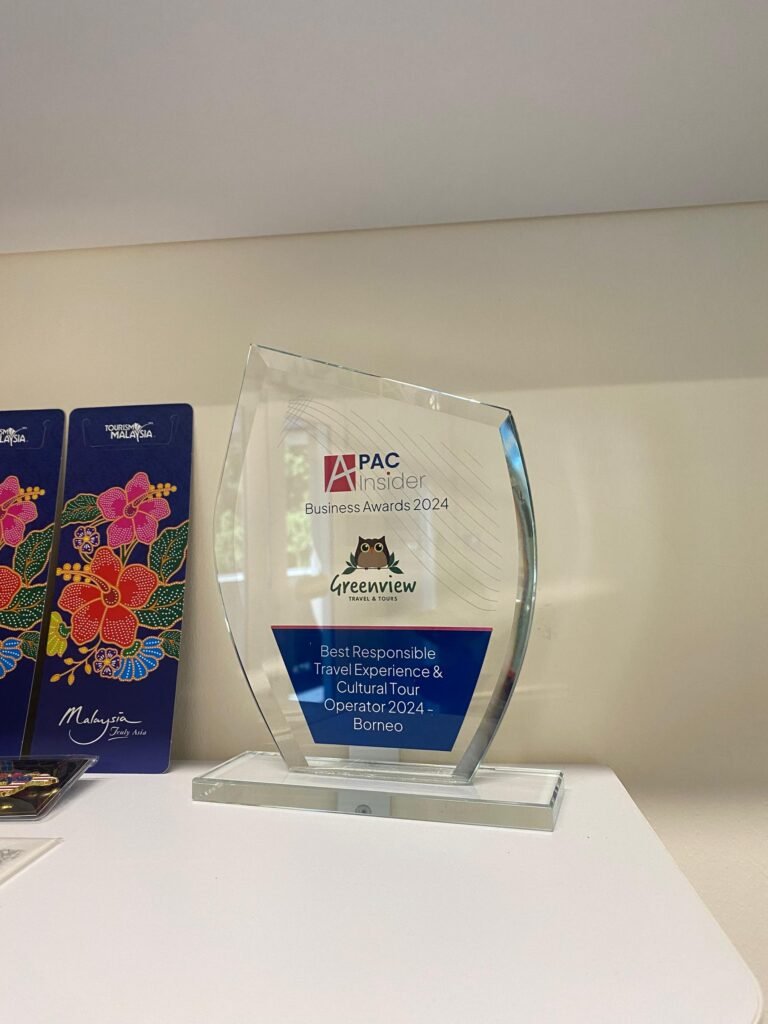 TOURISM
MALAYSIA
Malaysia
Truly Asia
APAC
Insider
Business Awards 2024
Greenview
TRAVEL & TOURS
Best Responsible
Travel Experience &
Cultural Tour
Operator 2024 -
Borneo